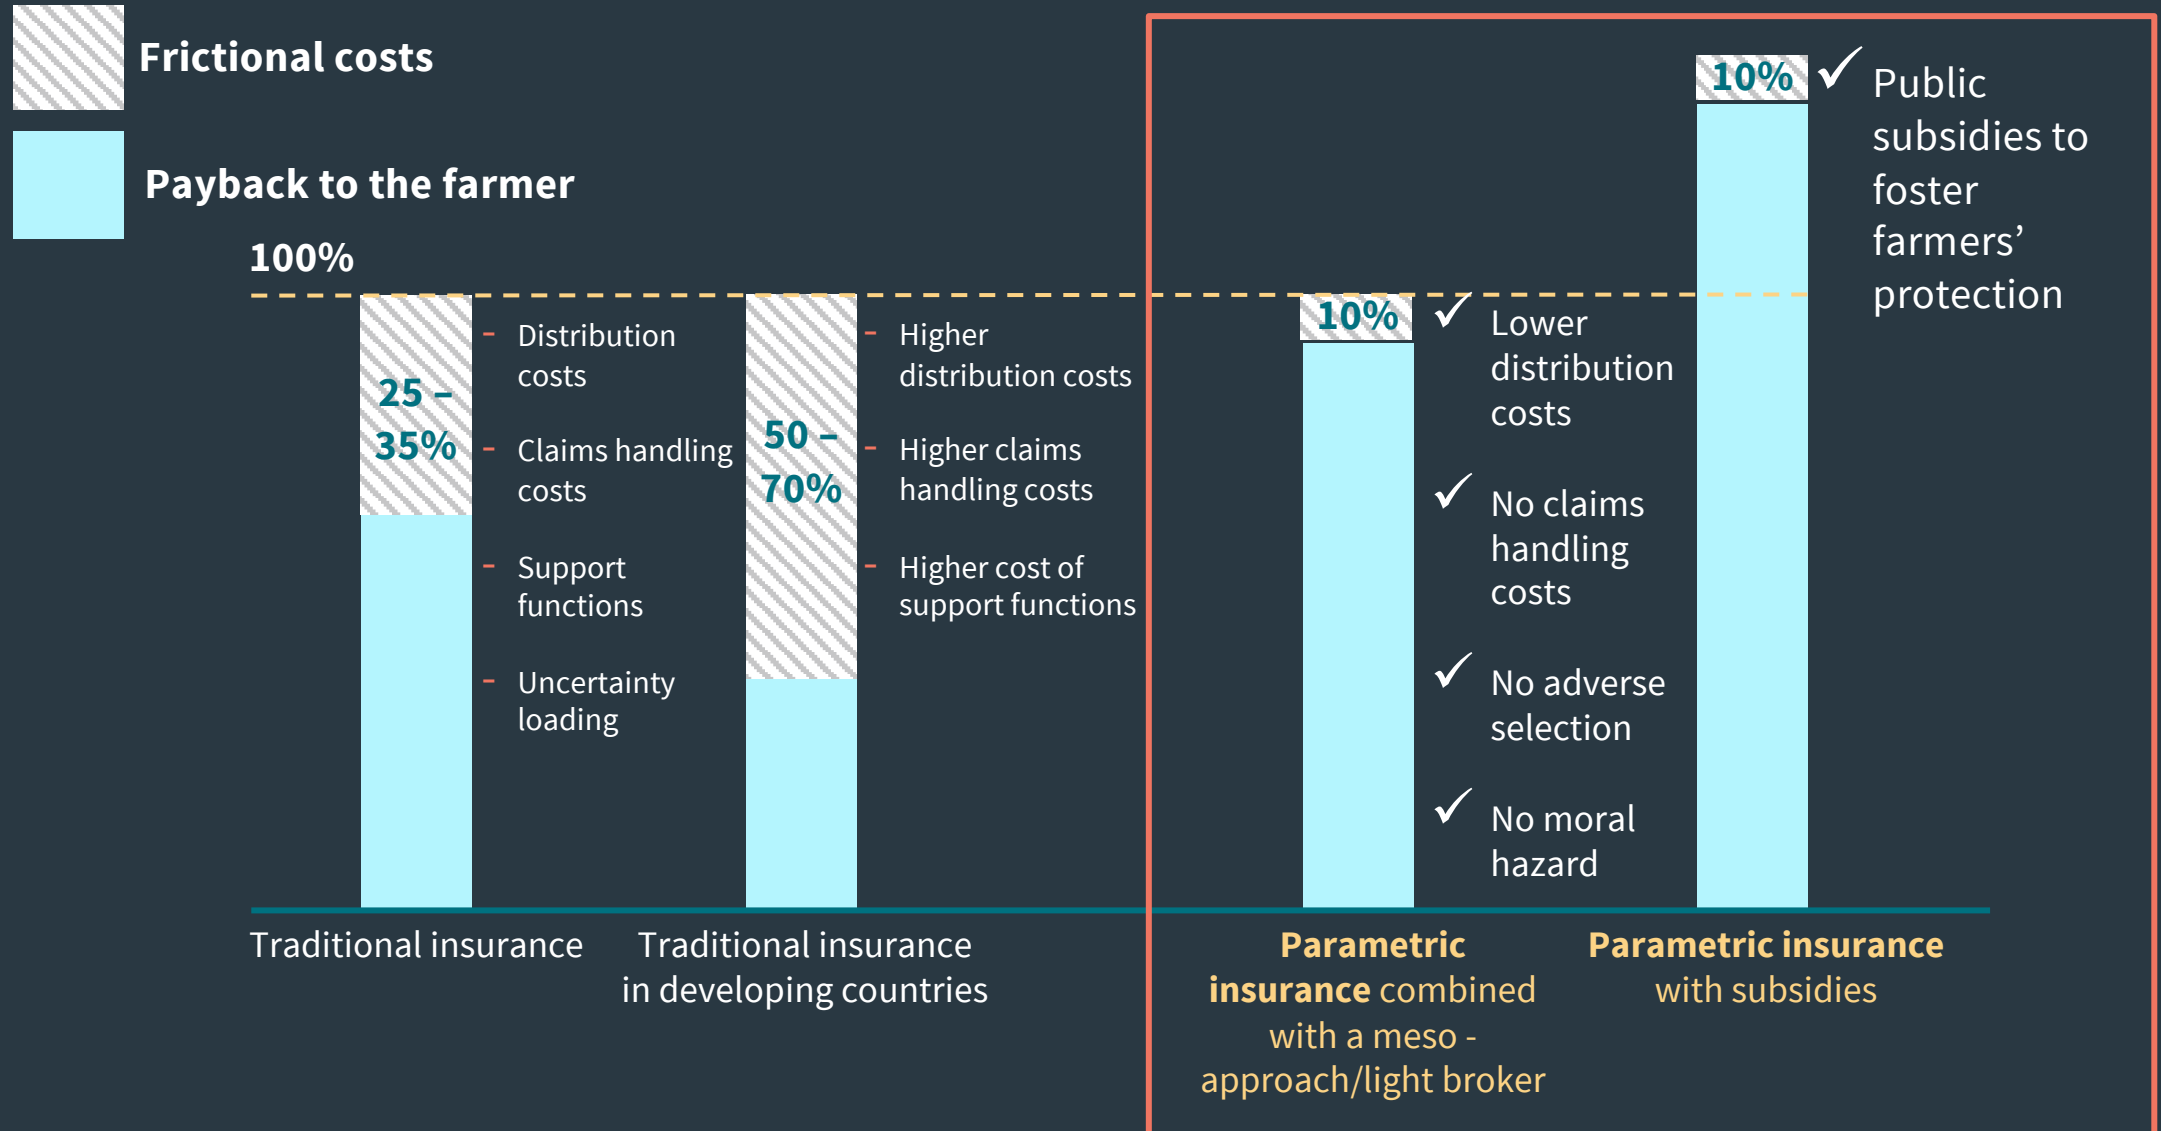 Frictional costs
Payback to the farmer
100%
25 –
35%
- Distribution
costs
- Claims handling
costs
- Support
functions
- Uncertainty
loading
50 –
70%
- Higher
distribution costs
- Higher claims
handling costs
- Higher cost of
support functions
10%
✓ Lower
distribution
costs
✓ No claims
handling
costs
✓ No adverse
selection
✓ No moral
hazard
10%
✓ Public
subsidies to
foster
farmers’
protection
Traditional insurance
Traditional insurance
in developing countries
Parametric
insurance combined
with a meso -
approach/light broker
Parametric insurance
with subsidies